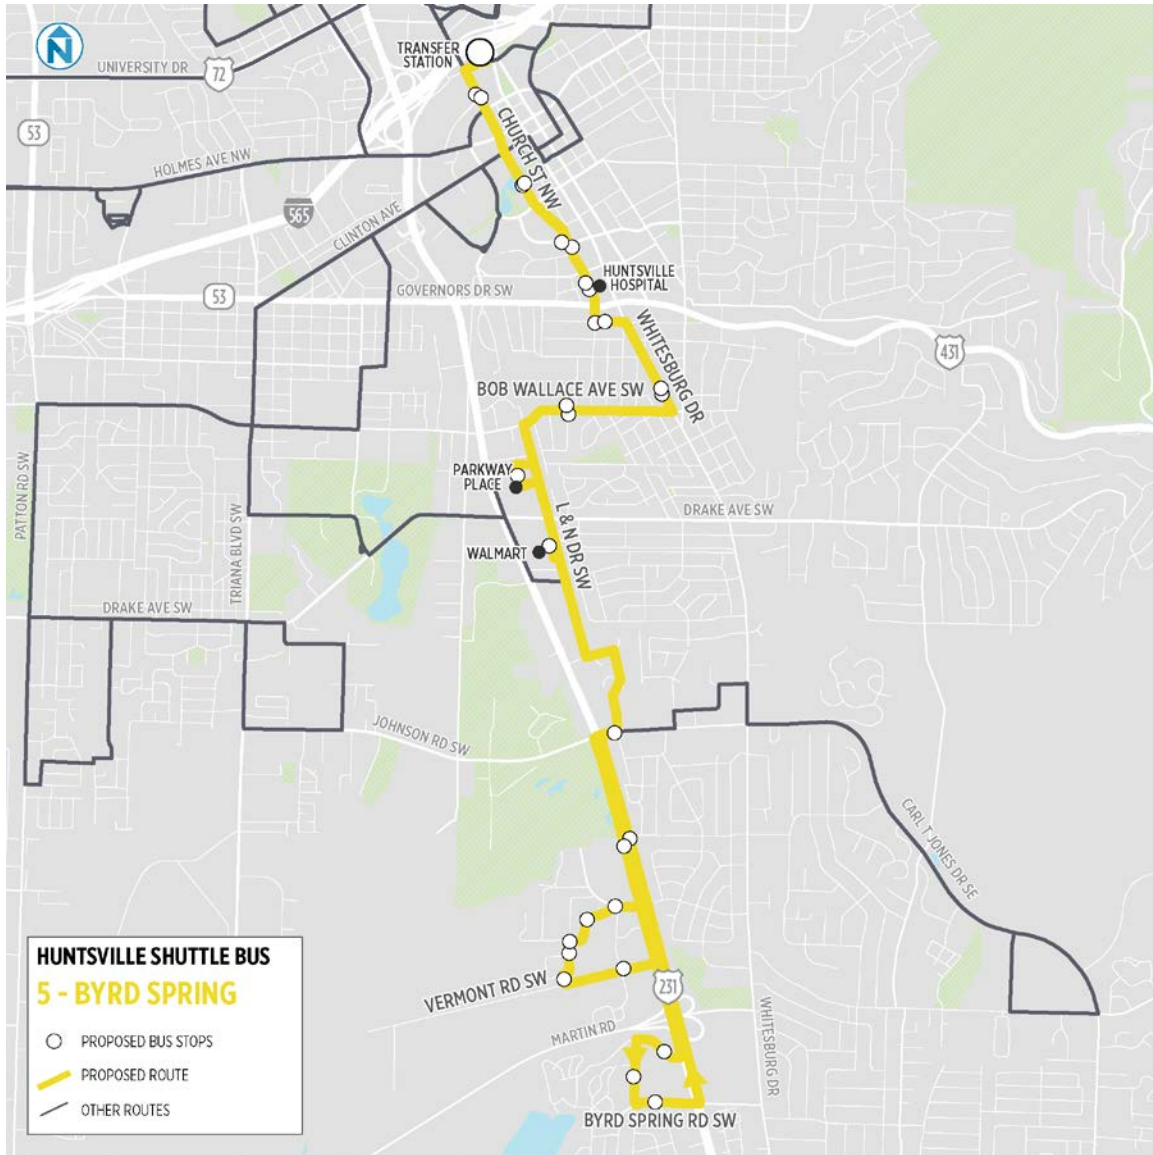 N
TRANSFER
STATION
UNIVERSITY DR
72
53
CHURCH ST NW
HOLMES AVE NW
565
CLINTON AVE
HUNTSVILLE
HOSPITAL
53
GOVERNORS DR SW
WHITESBURG DR
431
BOB WALLACE AVE SW
PARKWAY
PLACE
PATTON RD SW
TRIANA BLVD SW
L & N DR SW
DRAKE AVE SW
WALMART
DRAKE AVE SW
JOHNSON RD SW
CARL T JONES DR SE
VERMONT RD SW
231
MARTIN RD
WHITESBURG DR
BYRD SPRING RD SW
HUNTSVILLE SHUTTLE BUS
5 - BYRD SPRING
PROPOSED BUS STOPS
PROPOSED ROUTE
OTHER ROUTES